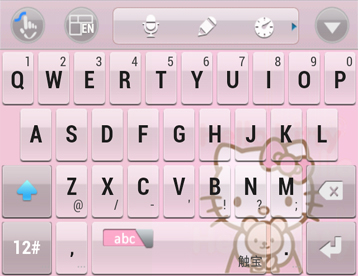 EN
1 2 3 4 5 6 7 8 9 0
Q W E R T Y U I O P
A S D F G H J K L
Z X C V B N M
@ / - ' ! ? ;
12# , abc 触宝 .